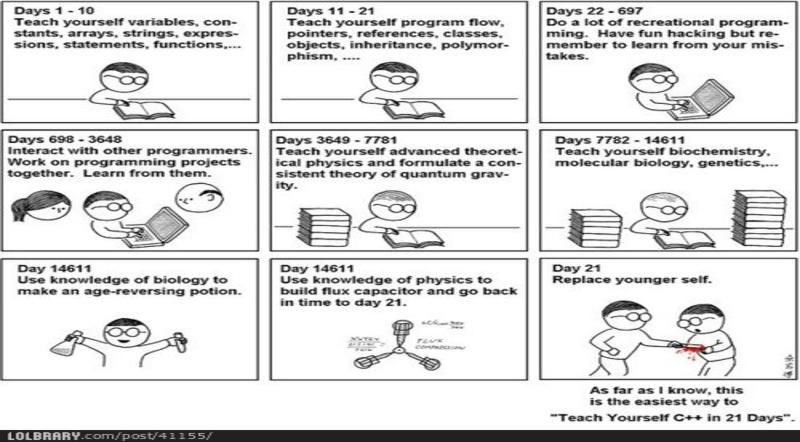 Days 1 - 10
Teach yourself variables, con-
stants, arrays, strings, expres-
sions, statements, functions,...
Days 11 - 21
Teach yourself program flow,
pointers, references, classes,
objects, inheritance, polymor-
phism, ....
Days 22 - 697
Do a lot of recreational program-
ming. Have fun hacking but re-
member to learn from your mis-
takes.
Days 698 - 3648
Interact with other programmers.
Work on programming projects
together. Learn from them.
Days 3649 - 7781
Teach yourself advanced theoret-
ical physics and formulate a con-
sistent theory of quantum grav-
ity.
Days 7782 - 14611
Teach yourself biochemistry,
molecular biology, genetics,...
Day 14611
Use knowledge of biology to
make an age-reversing potion.
Day 14611
Use knowledge of physics to
build flux capacitor and go back
in time to day 21.
FLUX
Day 21
Replace younger self.
As far as I know, this
is the easiest way to
"Teach Yourself C++ in 21 Days".
LOLBRARY.com/post/41155/